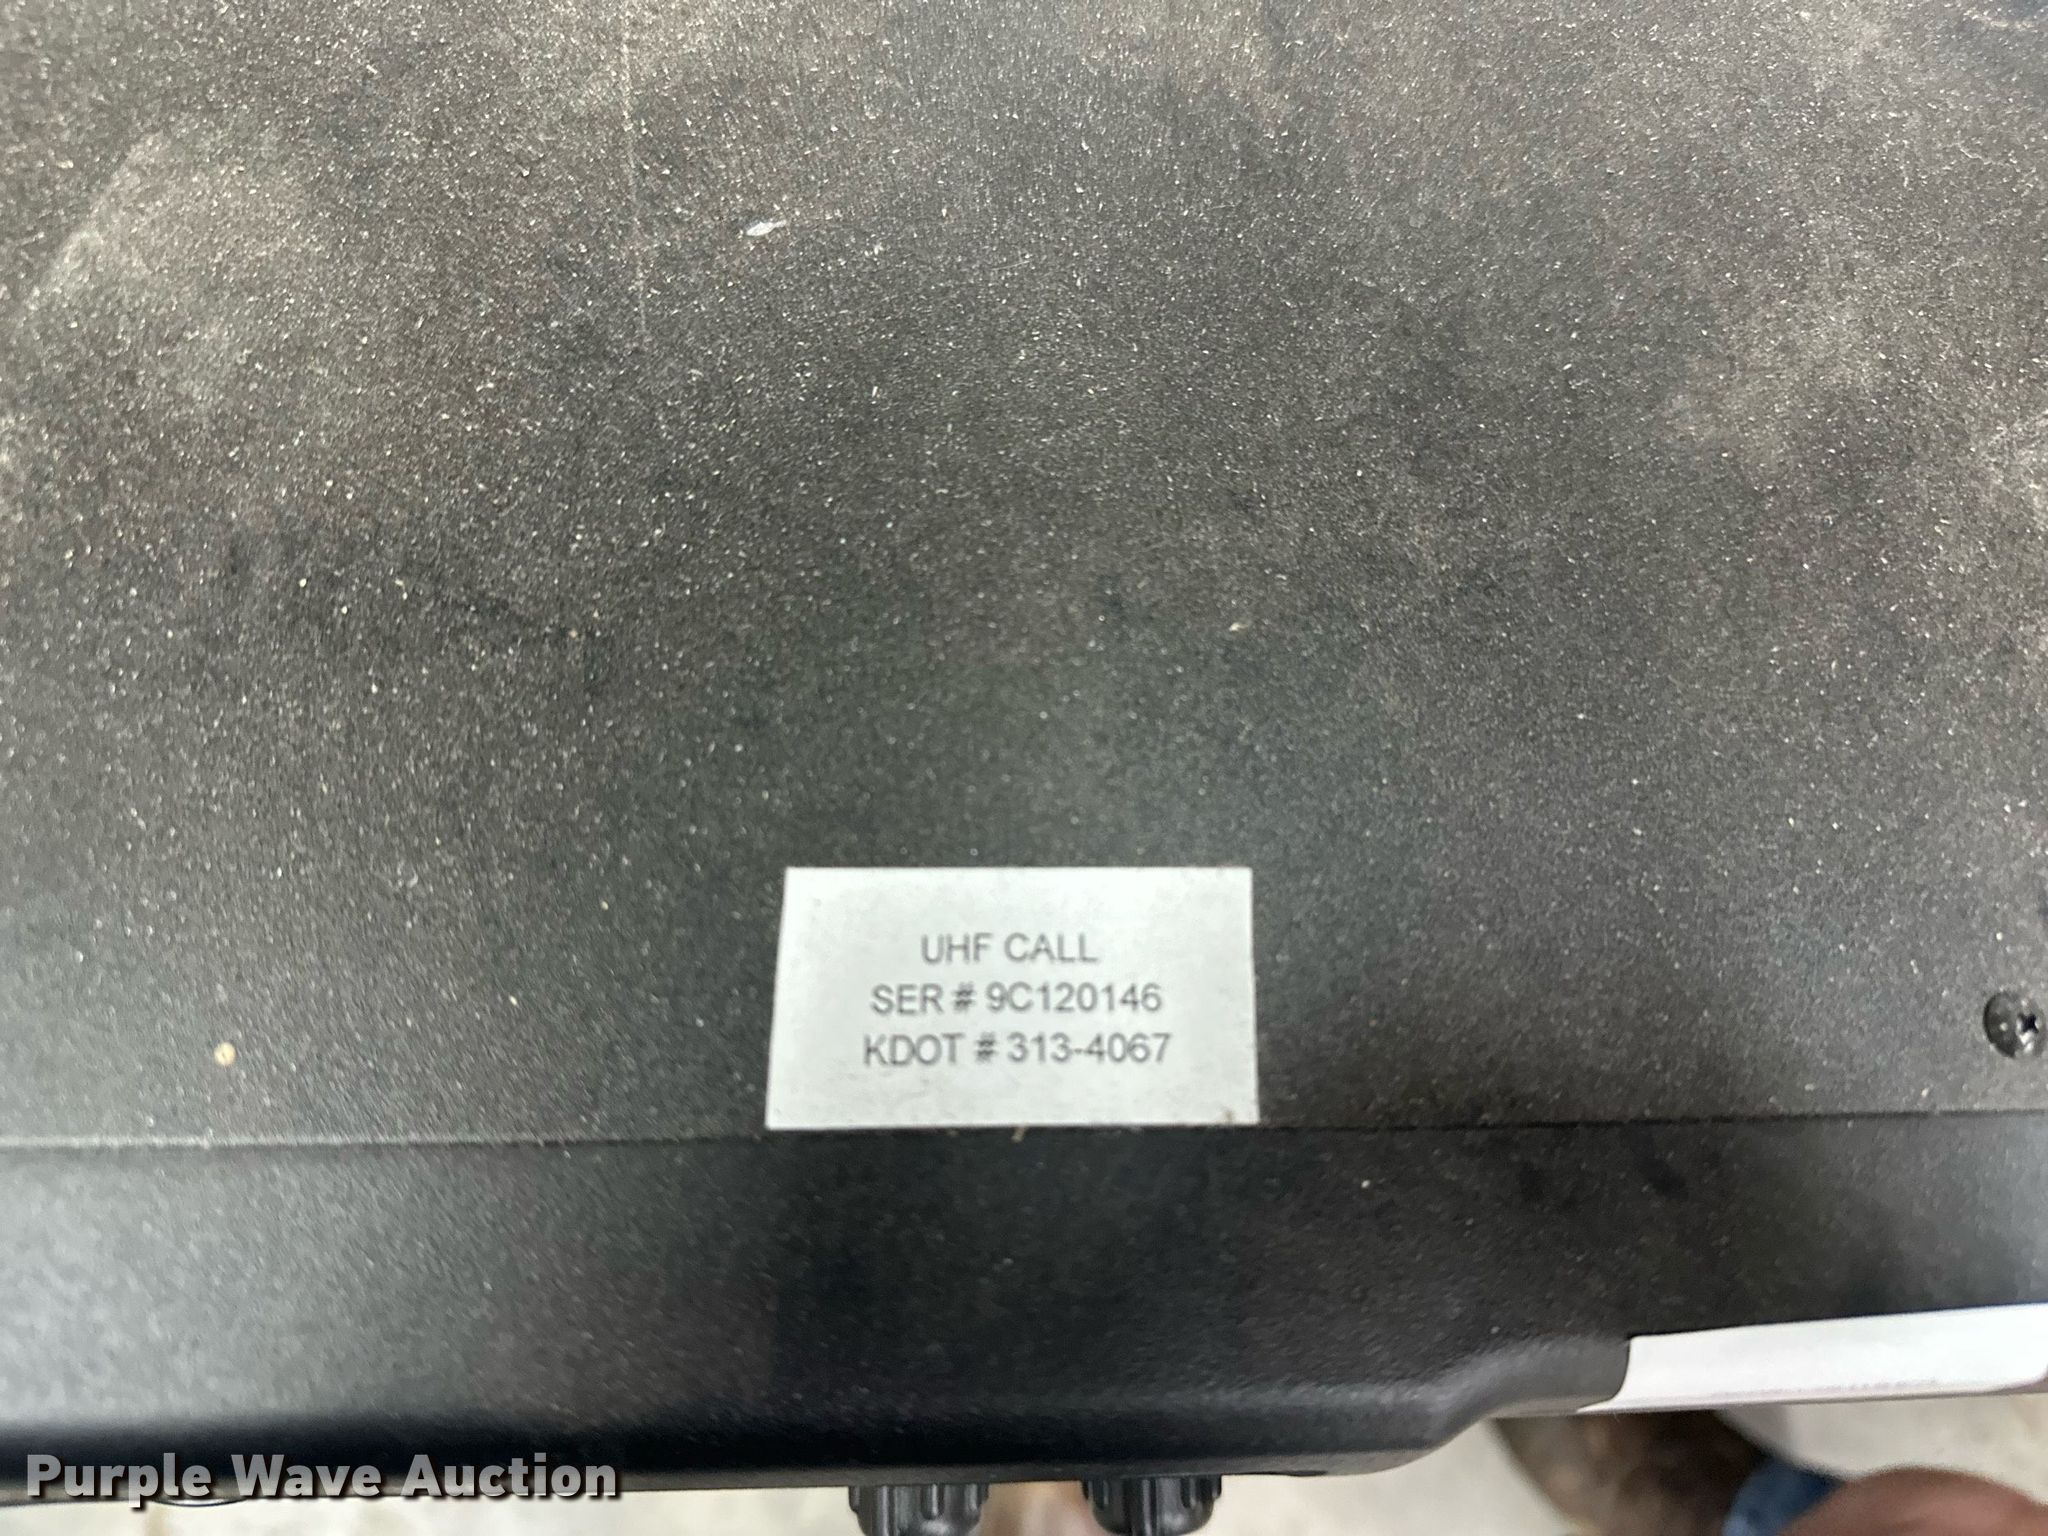 UHF CALL
SER # 9C120146
KDOT # 313-4067
Purple Wave Auction